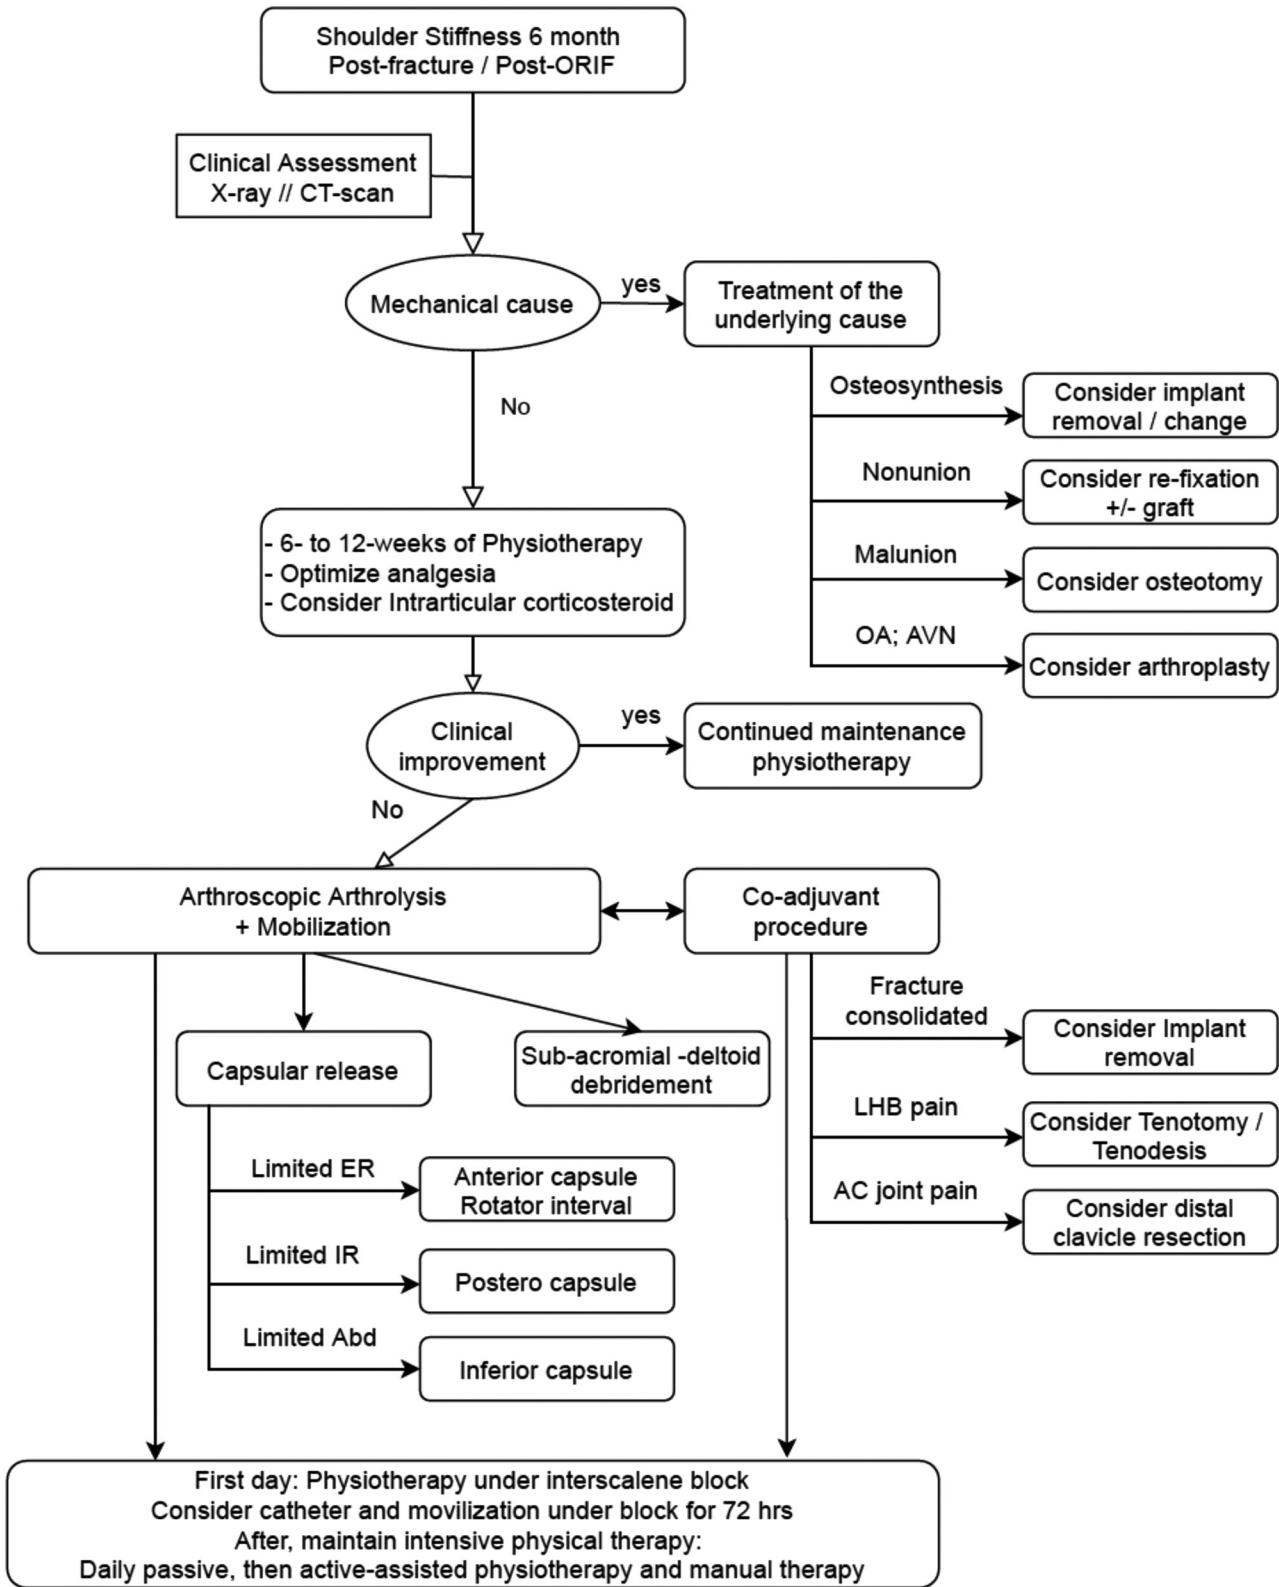 Shoulder Stiffness 6 month
Post-fracture / Post-ORIF
Clinical Assessment
X-ray // CT-scan
Mechanical cause
yes
Treatment of the
underlying cause
No
Osteosynthesis
Consider implant
removal / change
Nonunion
Consider re-fixation
+/- graft
Malunion
Consider osteotomy
OA; AVN
Consider arthroplasty
- 6- to 12-weeks of Physiotherapy
- Optimize analgesia
- Consider Intrarticular corticosteroid
Clinical
improvement
yes
Continued maintenance
physiotherapy
No
Arthroscopic Arthrolysis
+ Mobilization
Co-adjuvant
procedure
Capsular release
Sub-acromial -deltoid
debridement
Fracture
consolidated
Consider Implant
removal
LHB pain
Consider Tenotomy /
Tenodesis
AC joint pain
Consider distal
clavicle resection
Limited ER
Anterior capsule
Rotator interval
Limited IR
Postero capsule
Limited Abd
Inferior capsule
First day: Physiotherapy under interscalene block
Consider catheter and movilization under block for 72 hrs
After, maintain intensive physical therapy:
Daily passive, then active-assisted physiotherapy and manual therapy